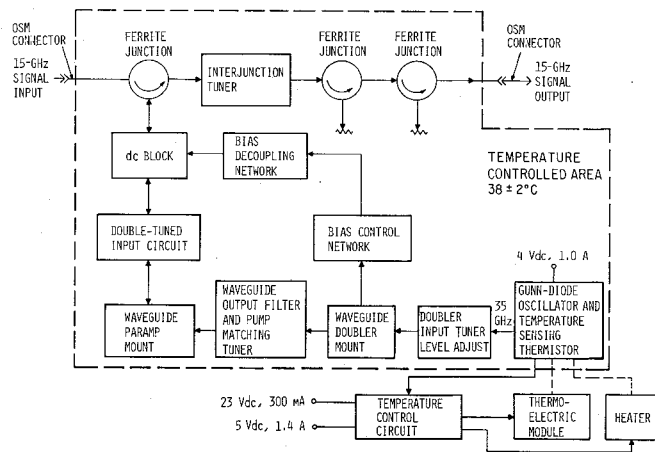 OSM
CONNECTOR
15-GHz
SIGNAL
INPUT
FERRITE
JUNCTION
INTERJUNCTION
TUNER
FERRITE
JUNCTION
FERRITE
JUNCTION
OSM
CONNECTOR
15-GHz
SIGNAL
OUTPUT
dc BLOCK
BIAS
DECOUPLING
NETWORK
TEMPERATURE
CONTROLLED AREA
38 ± 2°C
DOUBLE-TUNED
INPUT CIRCUIT
BIAS CONTROL
NETWORK
4 Vdc, 1.0 A
WAVEGUIDE
PARAMP
MOUNT
WAVEGUIDE
OUTPUT FILTER
AND PUMP
MATCHING
TUNER
WAVEGUIDE
DOUBLER
MOUNT
DOUBLER
INPUT TUNER
LEVEL ADJUST
35
GHz
GUNN-DIODE
OSCILLATOR AND
TEMPERATURE
SENSING
THERMISTOR
23 Vdc, 300 mA
5 Vdc, 1.4 A
TEMPERATURE
CONTROL
CIRCUIT
THERMO-
ELECTRIC
MODULE
HEATER